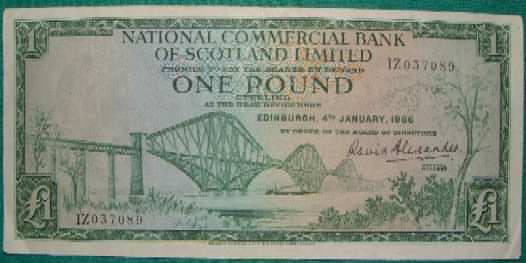 1
1
NATIONAL COMMERCIAL BANK
OF SCOTLAND LIMITED
1Z037089
PROMISE TO PAY THE BEARER ON DEMAND
ONE POUND
STERLING
AT THE HEAD OFFICE HERE
EDINBURGH, 4TH JANUARY, 1966
BY ORDER OF THE BOARD OF DIRECTORS
David Alexander
£1
1Z037089
£1